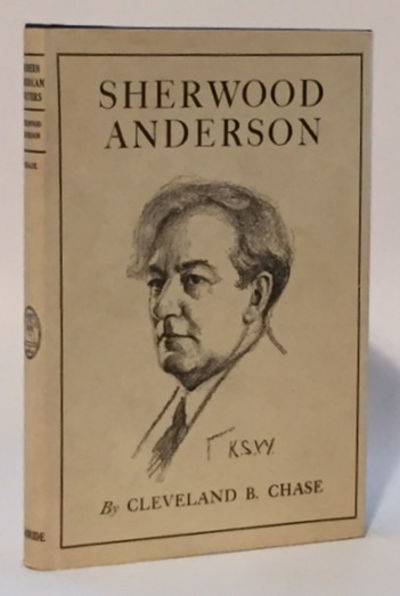 SHERWOOD
ANDERSON
K.S.W.
By CLEVELAND B. CHASE